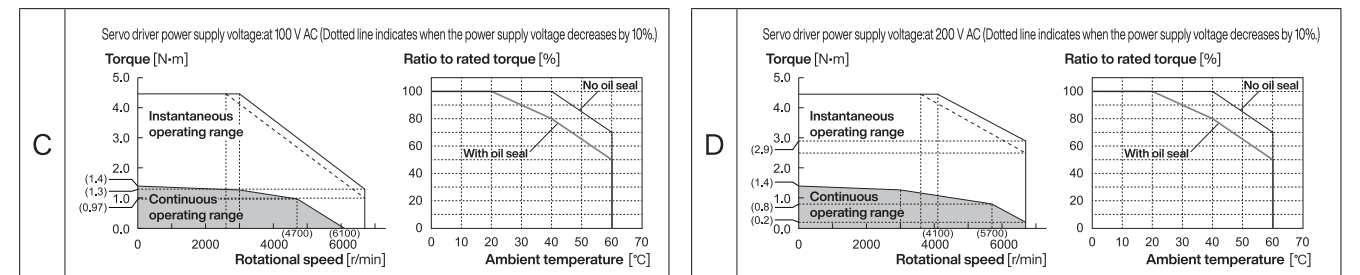 C
Servo driver power supply voltage:at 100 V AC (Dotted line indicates when the power supply voltage decreases by 10%.)
Torque [N•m]
5.0
4.0
3.0
2.0
1.0
0.0
(1.4)
(1.3)
(0.97)
Instantaneous
operating range
Continuous
operating range
(4700)
(6100)
0
2000
4000
6000
Rotational speed [r/min]
Ratio to rated torque [%]
100
80
60
40
20
0
No oil seal
With oil seal
0
10
20
30
40
50
60
70
Ambient temperature [°C]
D
Servo driver power supply voltage:at 200 V AC (Dotted line indicates when the power supply voltage decreases by 10%.)
Torque [N•m]
5.0
4.0
3.0
(2.9)
2.0
(1.4)
1.0
(0.8)
(0.2)
0.0
Instantaneous
operating range
Continuous
operating range
(4100)
(5700)
0
2000
4000
6000
Rotational speed [r/min]
Ratio to rated torque [%]
100
80
60
40
20
0
No oil seal
With oil seal
0
10
20
30
40
50
60
70
Ambient temperature [°C]